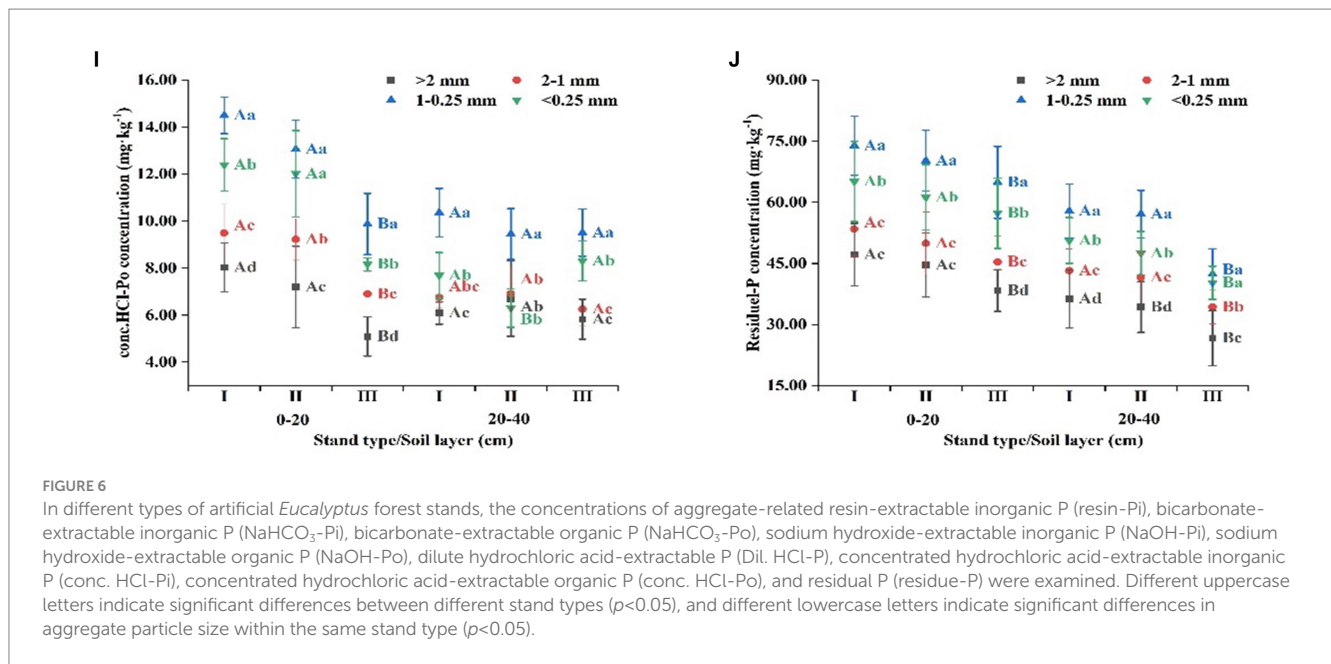 I
>2 mm 2-1 mm
1-0.25 mm <0.25 mm
16.00
14.00
12.00
10.00
8.00
6.00
4.00
conc.HCl-Po concentration (mg·kg⁻¹)
Aa
Ab
Ac
Ad
Aa
Aa
Ab
Ac
Ba
Bb
Bc
Bd
Aa
Ab
Abc
Ac
Aa
Ab
Ab
Bb
Aa
Ab
Ac
Ac
I II III I II III
0-20 20-40
Stand type/Soil layer (cm)
J
>2 mm 2-1 mm
1-0.25 mm <0.25 mm
90.00
75.00
60.00
45.00
30.00
15.00
Residuel-P concentration (mg·kg⁻¹)
Aa
Ab
Ac
Ac
Aa
Ab
Ac
Ac
Ba
Bb
Bc
Bd
Aa
Ab
Ac
Ad
Aa
Ab
Ac
Bd
Ba
Ba
Bb
Bc
I II III I II III
0-20 20-40
Stand type/Soil layer (cm)
FIGURE 6
In different types of artificial Eucalyptus forest stands, the concentrations of aggregate-related resin-extractable inorganic P (resin-Pi), bicarbonate-
extractable inorganic P (NaHCO₃-Pi), bicarbonate-extractable organic P (NaHCO₃-Po), sodium hydroxide-extractable inorganic P (NaOH-Pi), sodium
hydroxide-extractable organic P (NaOH-Po), dilute hydrochloric acid-extractable P (Dil. HCl-P), concentrated hydrochloric acid-extractable inorganic
P (conc. HCl-Pi), concentrated hydrochloric acid-extractable organic P (conc. HCl-Po), and residual P (residue-P) were examined. Different uppercase
letters indicate significant differences between different stand types (p<0.05), and different lowercase letters indicate significant differences in
aggregate particle size within the same stand type (p<0.05).